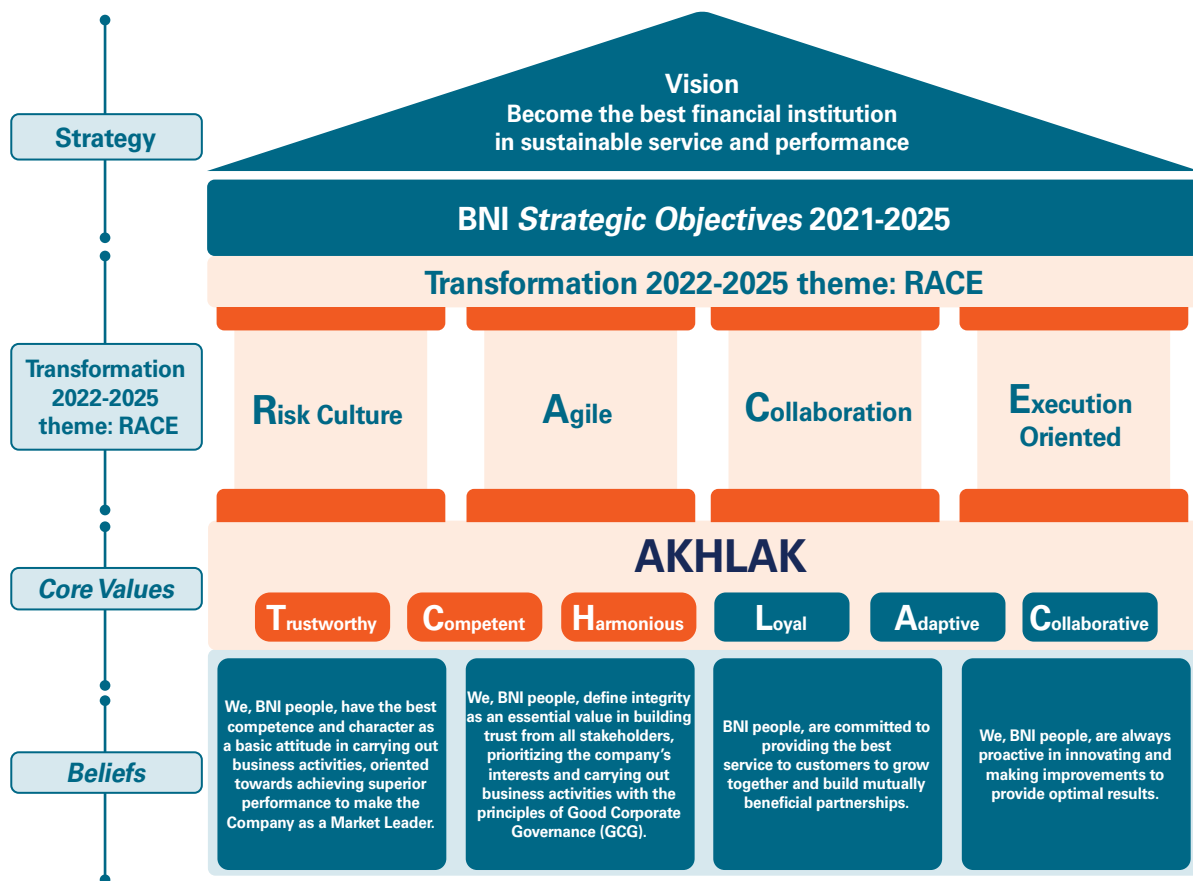 Strategy
Vision
Become the best financial institution
in sustainable service and performance
BNI Strategic Objectives 2021-2025
Transformation 2022-2025 theme: RACE
Transformation
2022-2025
theme: RACE
Risk Culture
Agile
Collaboration
Execution
Oriented
Core Values
AKHLAK
Trustworthy
Competent
Harmonious
Loyal
Adaptive
Collaborative
Beliefs
We, BNI people, have the best
competence and character as
a basic attitude in carrying out
business activities, oriented
towards achieving superior
performance to make the
Company as a Market Leader.
We, BNI people, define integrity
as an essential value in building
trust from all stakeholders,
prioritizing the company's
interests and carrying out
business activities with the
principles of Good Corporate
Governance (GCG).
BNI people, are committed to
providing the best
service to customers to grow
together and build mutually
beneficial partnerships.
We, BNI people, are always
proactive in innovating and
making improvements to
provide optimal results.